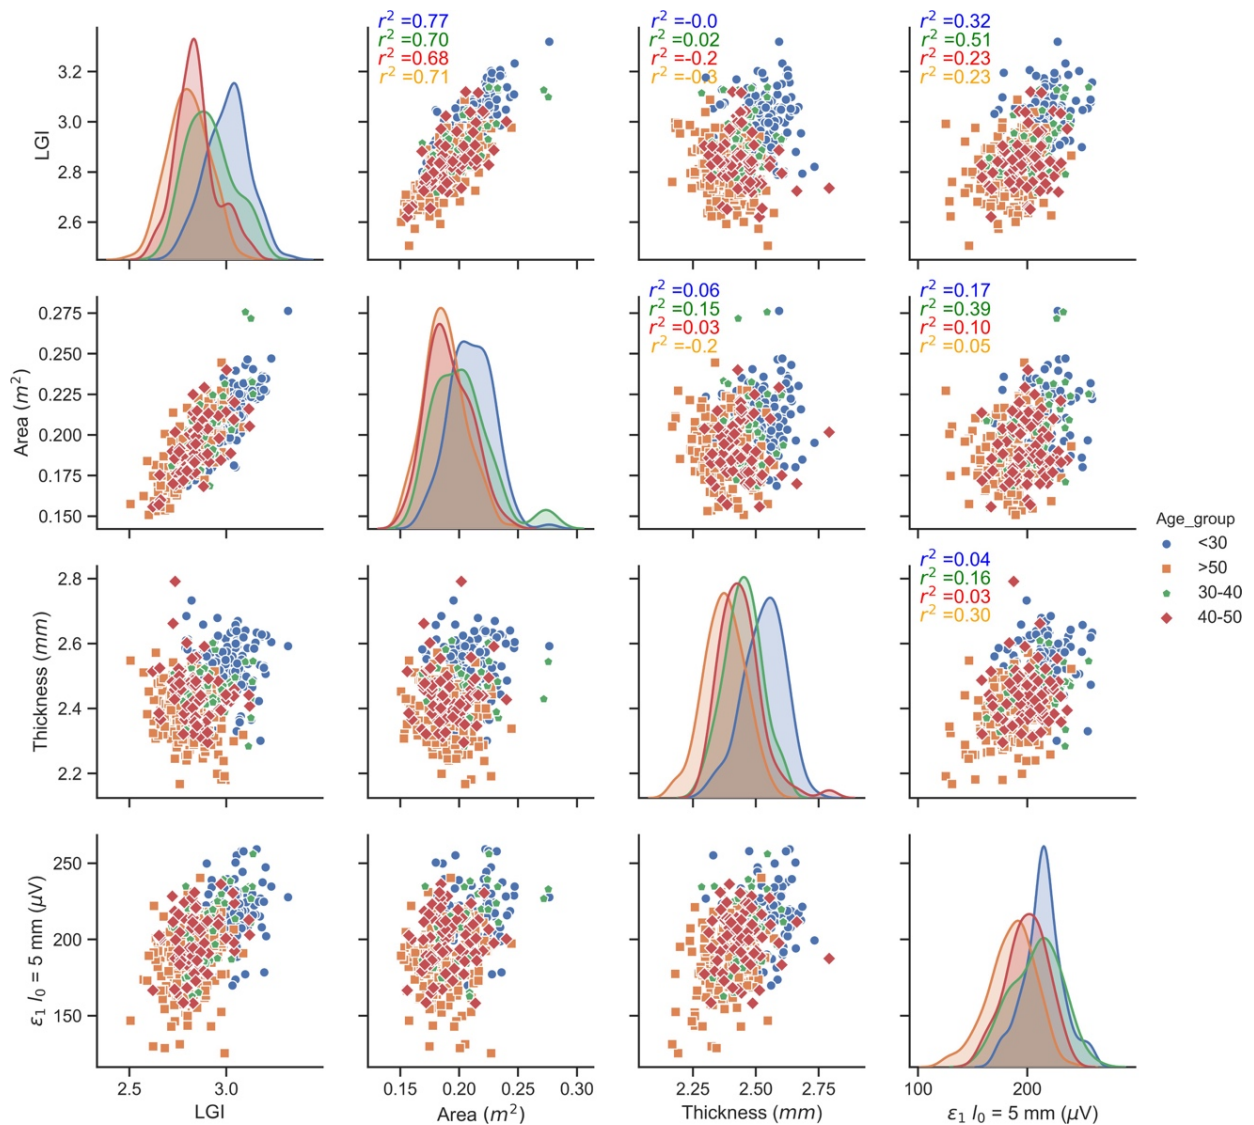 r² =0.77
r² =0.70
r² =0.68
r² =0.71
r² =-0.0
r² =0.02
r² =-0.2
r² =-0.3
r² =0.32
r² =0.51
r² =0.23
r² =0.23
LGI
3.2
3.0
2.8
2.6
r² =0.06
r² =0.15
r² =0.03
r² =-0.2
r² =0.17
r² =0.39
r² =0.10
r² =0.05
Area (m²)
0.275
0.250
0.225
0.200
0.175
0.150
Age_group
<30
>50
30-40
40-50
r² =0.04
r² =0.16
r² =0.03
r² =0.30
Thickness (mm)
2.8
2.6
2.4
2.2
ε₁ l₀ = 5 mm (μV)
250
200
150
2.5 3.0
0.15 0.20 0.25 0.30
2.25 2.50 2.75
100 200
LGI
Area (m²)
Thickness (mm)
ε₁ l₀ = 5 mm (μV)